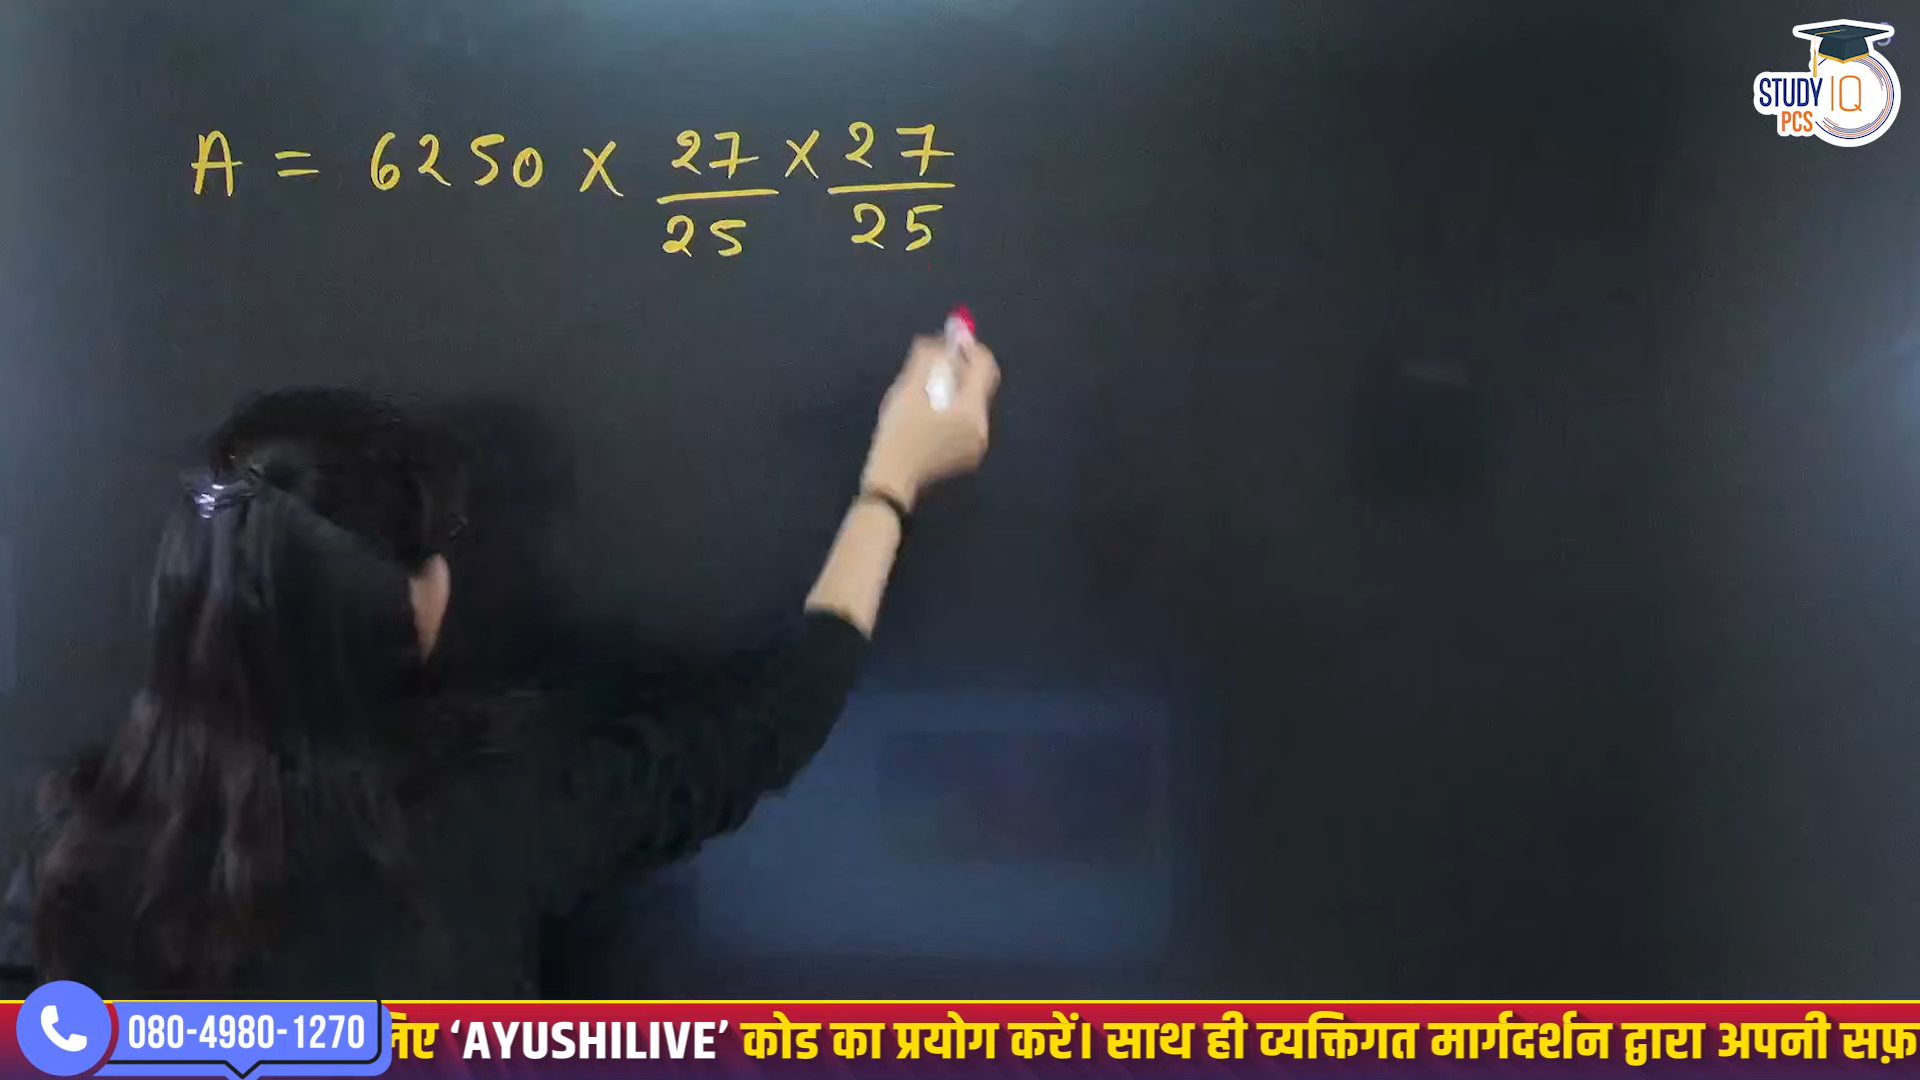 STUDY IQ
PCS
A = 6250 × 27/25 × 27/25
080-4980-1270
लिए ‘AYUSHILIVE’ कोड का प्रयोग करें। साथ ही व्यक्तिगत मार्गदर्शन द्वारा अपनी सफ़